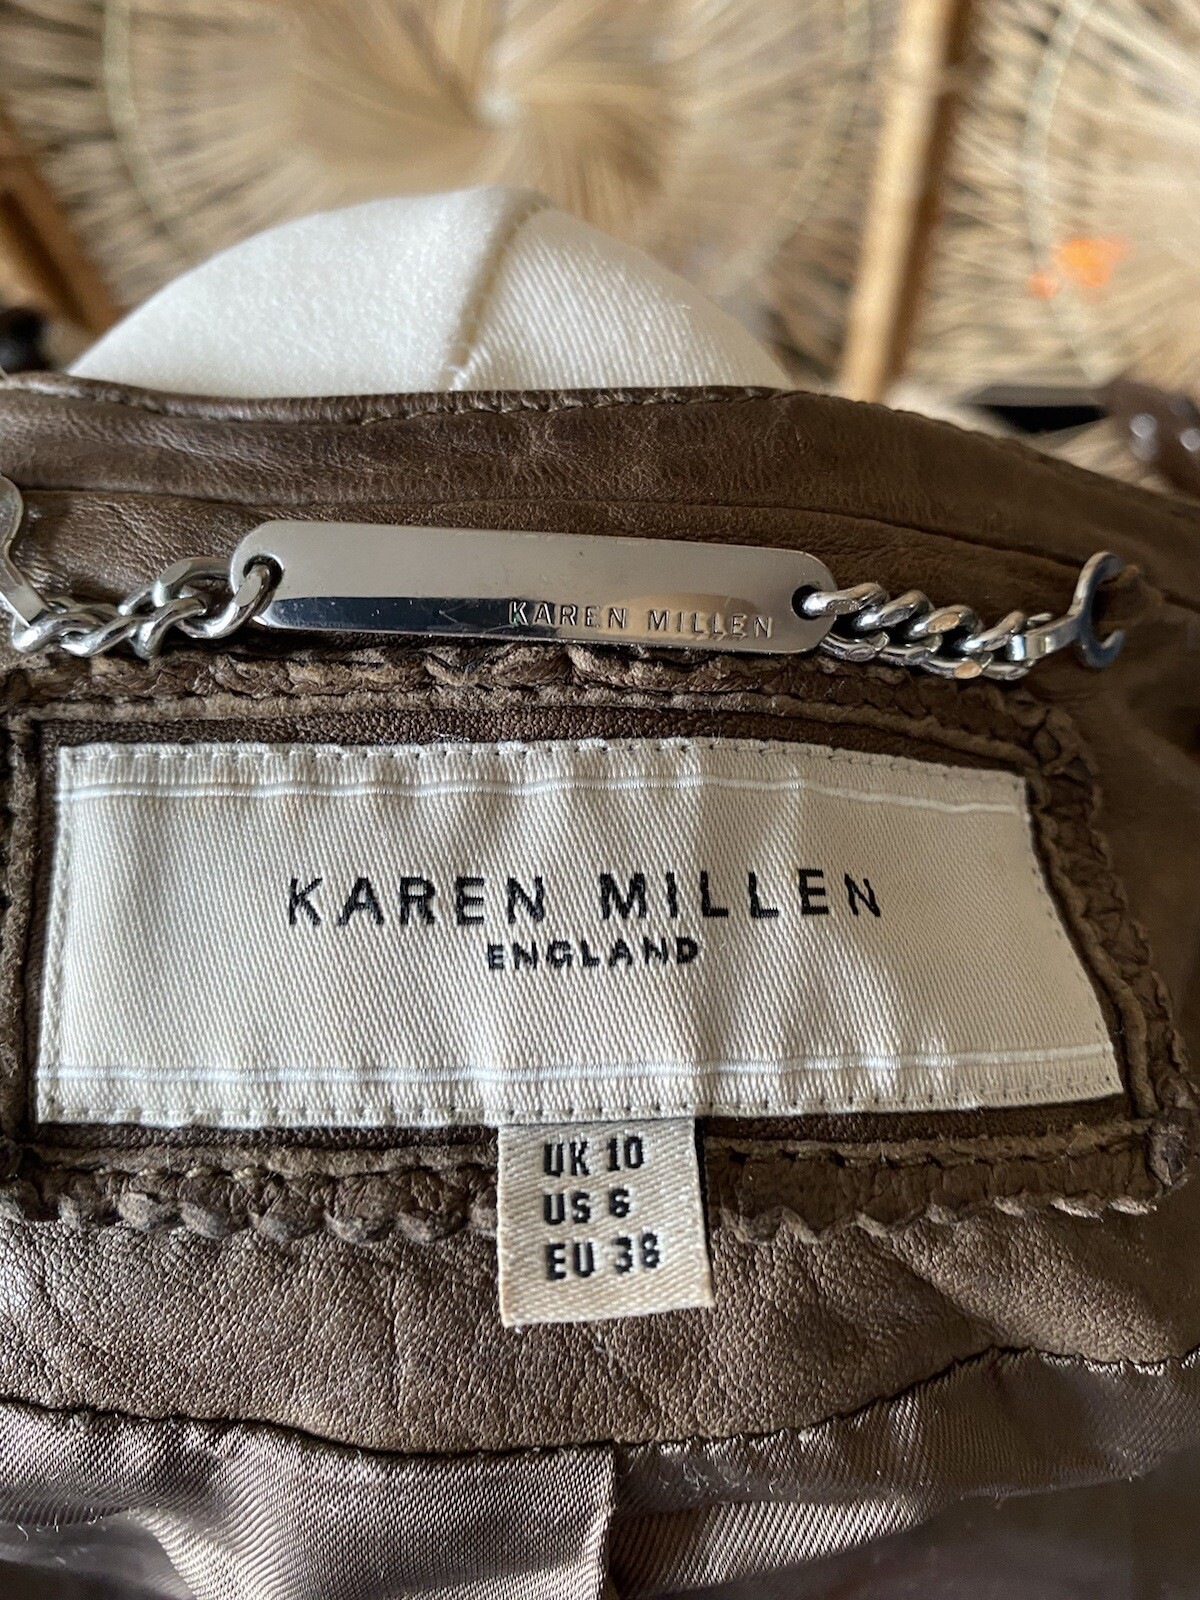 KAREN MILLEN
KAREN MILLEN
ENGLAND
UK 10
US 6
EU 38